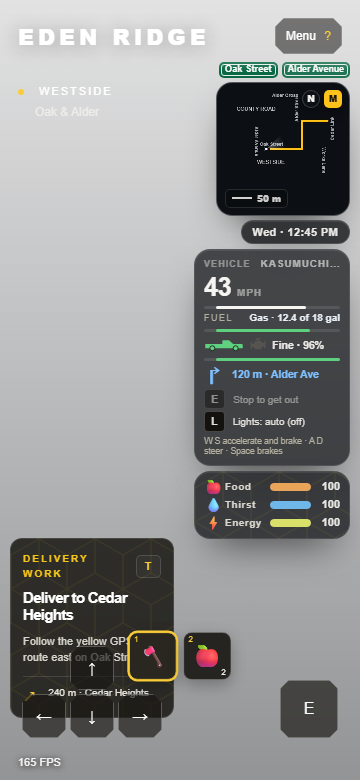 EDEN RIDGE
Menu ?
WESTSIDE
Oak & Alder
Oak Street
Alder Avenue
N
M
COUNTY ROAD
Oak Street
WESTSIDE
50 m
Wed · 12:45 PM
VEHICLE KASUMUCHI...
43 MPH
FUEL Gas · 12.4 of 18 gal
Fine · 96%
120 m · Alder Ave
E Stop to get out
L Lights: auto (off)
W S accelerate and brake · A D
steer · Space brakes
Food 100
Thirst 100
Energy 100
DELIVERY
WORK
T
Deliver to Cedar
Heights
Follow the yellow GP
route east on Oak Str
240 m · Cedar Heights
1
2
2
↑
← ↓ →
E
165 FPS